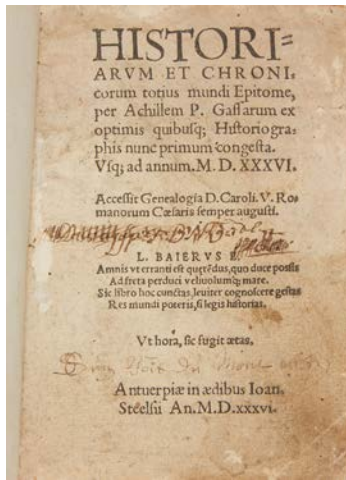 HISTORI=
ARVM ET CHRONI.
corum totius mundi Epitome,
per Achillem P. Gassarum ex
optimis quibusq; Historiogra-
phis nunc primum congesta.
Vsq; ad annum. M. D. XXXVI.
Accessit Genealogia D. Caroli. V. Ro-
manorum Cæsaris semper augusti.
L. BAIERVS
Amnis vt erranti est quęrēdus, quo duce possis
Ad freta perduci velivolumq; mare.
Sic libro hoc cunctas, leuiter cognoscere gestas
Res mundi poteris, si legis historias.
Vt hora, sic fugit ætas.
Antuerpiæ in ædibus Ioan.
Steelsii An. M. D. xxxvi.